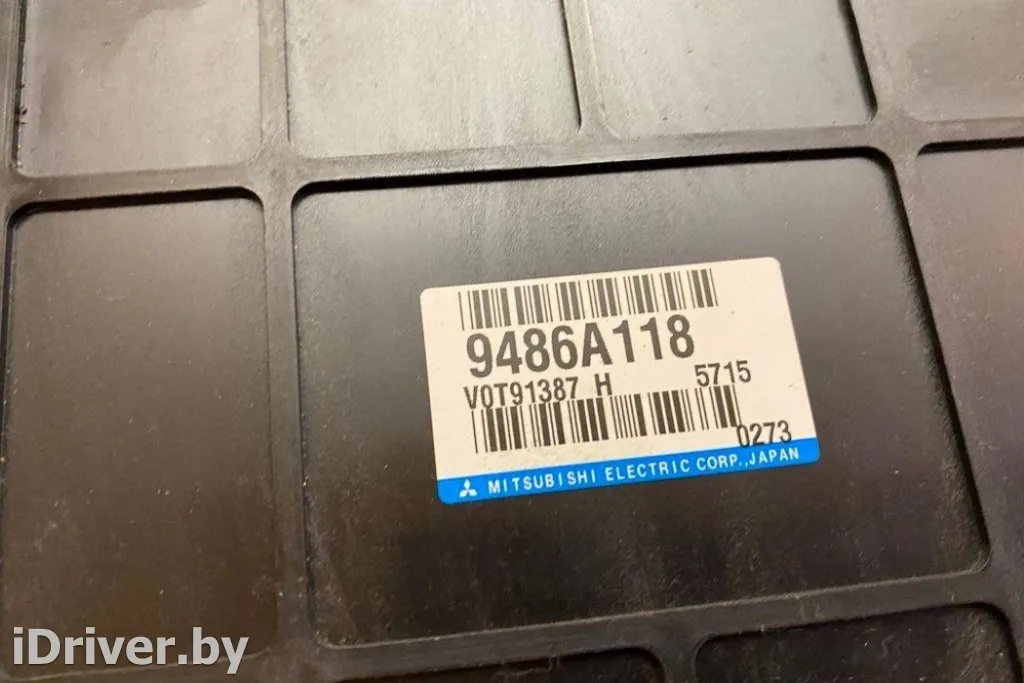 9486A118
V0T91387 H 5715
0273
MITSUBISHI ELECTRIC CORP.,JAPAN
iDriver.by